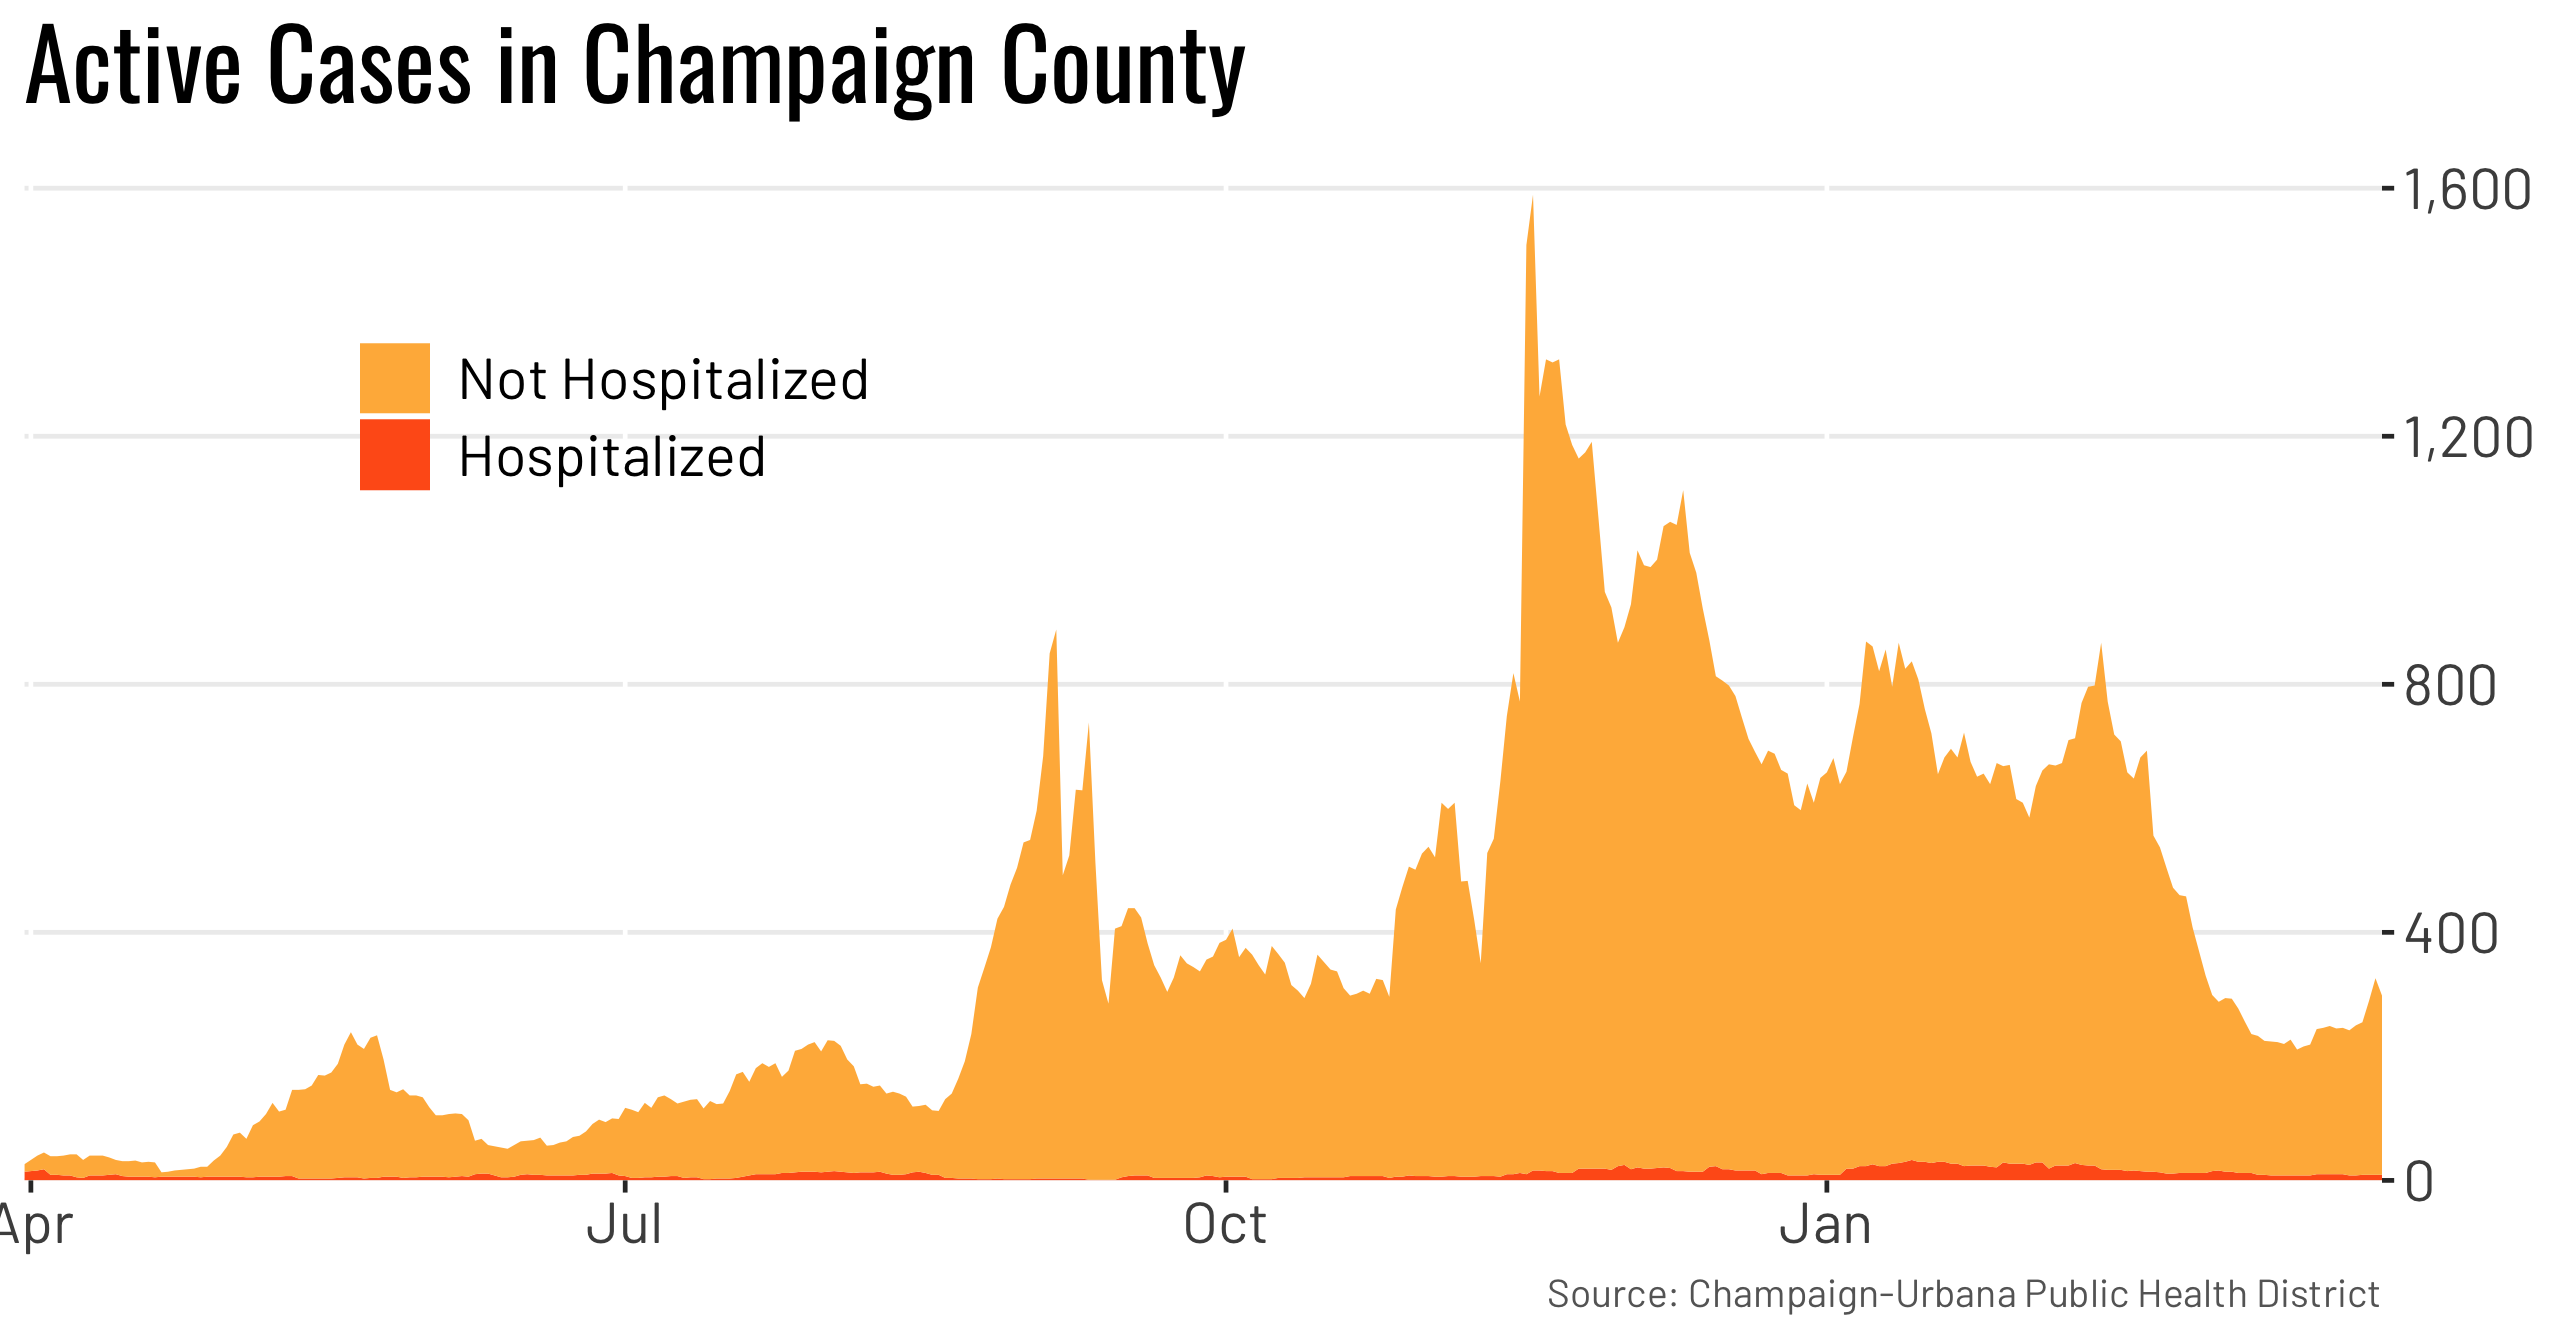 Active Cases in Champaign County
1,600
Not Hospitalized
1,200
Hospitalized
800
400
0
Apr Jul Oct Jan
Source: Champaign-Urbana Public Health District